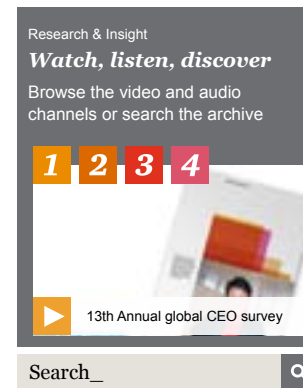 Research & Insight
Watch, listen, discover
Browse the video and audio
channels or search the archive
1 2 3 4
13th Annual global CEO survey
Search_